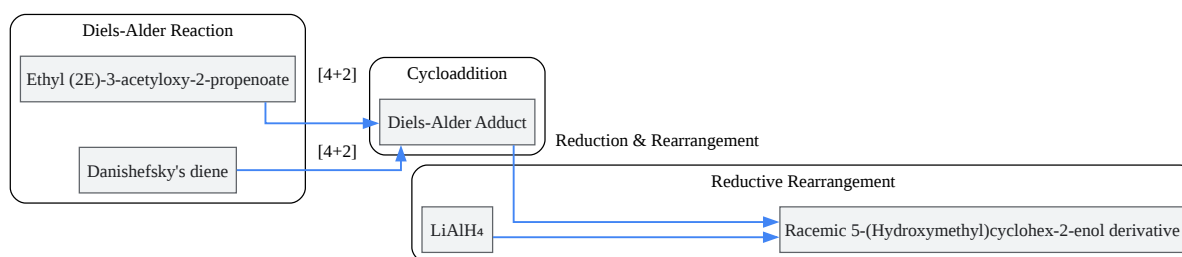 Diels-Alder Reaction
Ethyl (2E)-3-acetyloxy-2-propenoate
[4+2]
Cycloaddition
Diels-Alder Adduct
Reduction & Rearrangement
[4+2]
Danishefsky's diene
Reductive Rearrangement
LiAlH₄
Racemic 5-(Hydroxymethyl)cyclohex-2-enol derivative